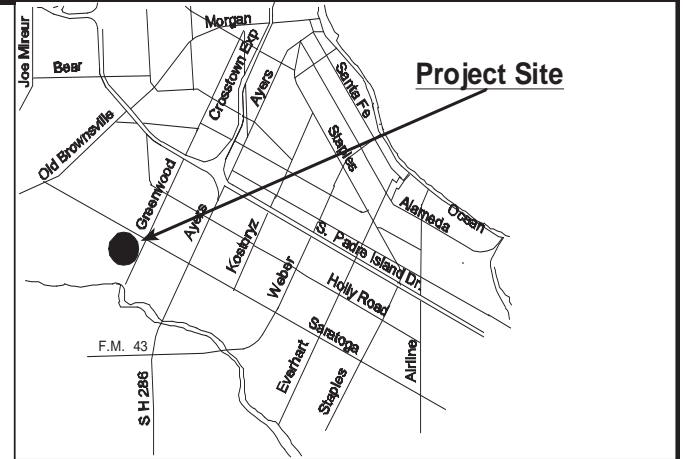 Joe Mireur
Morgan
Bear
Crosstown Exp
Ayers
Santa Fe
Project Site
Old Brownsville
Staples
Greenwood
Ayers
Alameda
Ocean
Kostoryz
S. Padre Island Dr.
Weber
Holly Road
Saratoga
F.M. 43
S H 286
Everhart
Staples
Airline